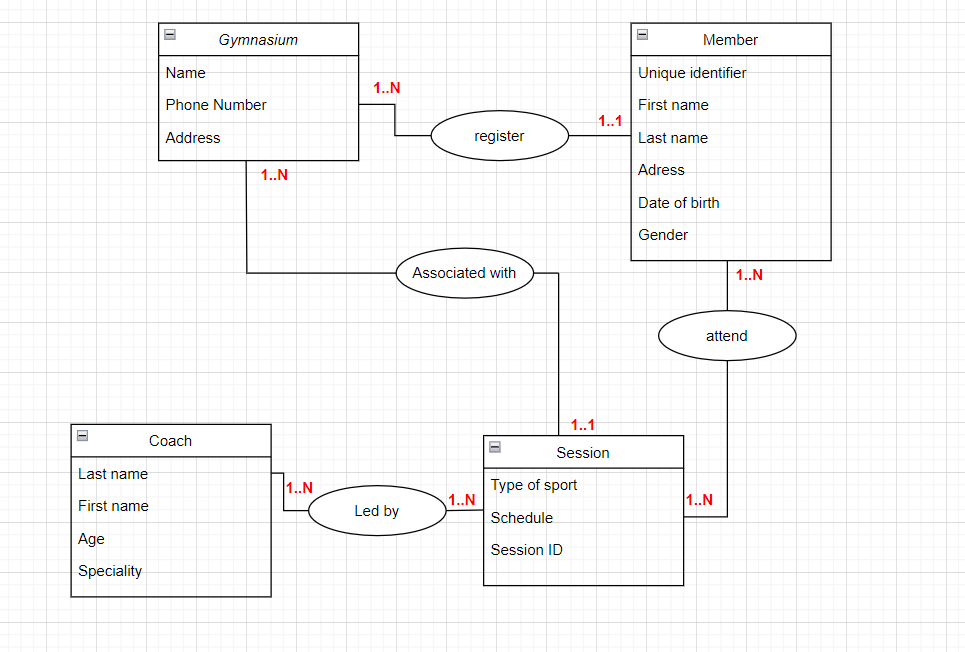 Gymnasium
Name
Phone Number
Address
1..N
1..N
register
1..1
Member
Unique identifier
First name
Last name
Adress
Date of birth
Gender
1..N
Associated with
attend
1..1
1..N
Coach
Last name
First name
Age
Speciality
1..N
Led by
1..N
Session
Type of sport
Schedule
Session ID